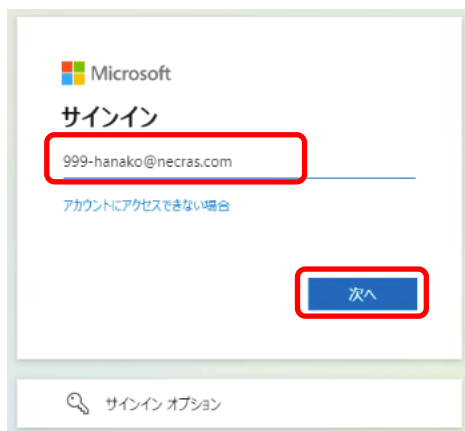 Microsoft
サインイン
999-hanako@necras.com
アカウントにアクセスできない場合
次へ
サインイン オプション